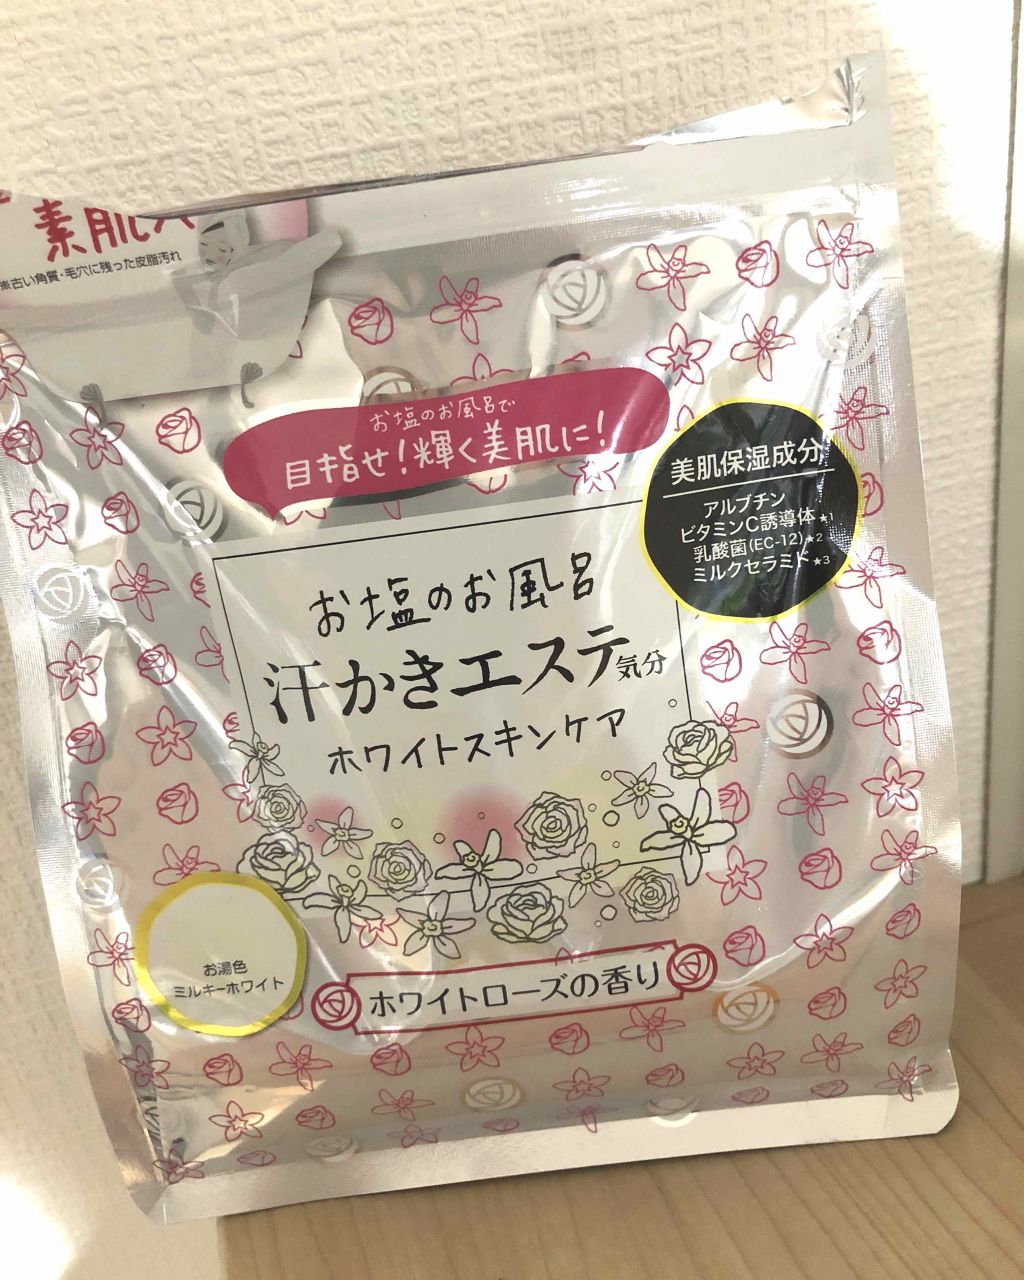 素肌
※古い角質・毛穴に残った皮脂汚れ
お塩のお風呂で
目指せ！輝く美肌に！
美肌保湿成分
アルブチン
ビタミンC誘導体★1
乳酸菌(EC-12)★2
ミルクセラミド★3
お塩のお風呂
汗かきエステ気分
ホワイトスキンケア
お湯色
ミルキーホワイト
ホワイトローズの香り